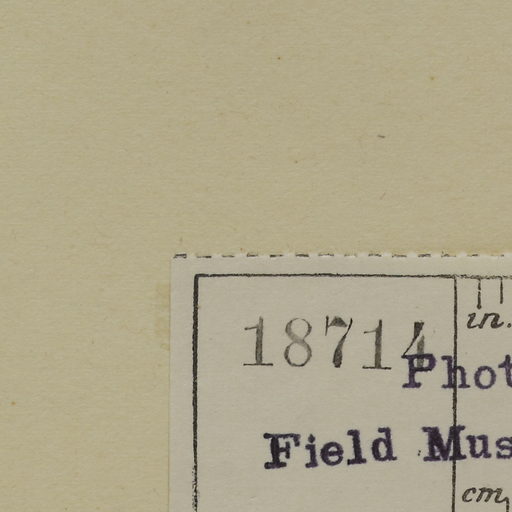 in.
18714
Phot
Field Mus
cm